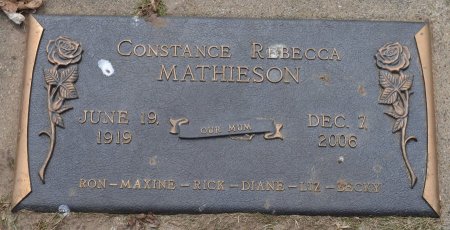 CONSTANCE REBECCA
MATHIESON
JUNE 19, 1919
OUR MUM
DEC. 7, 2006
RON-MAXINE-RICK-DIANE-LIZ-BECKY